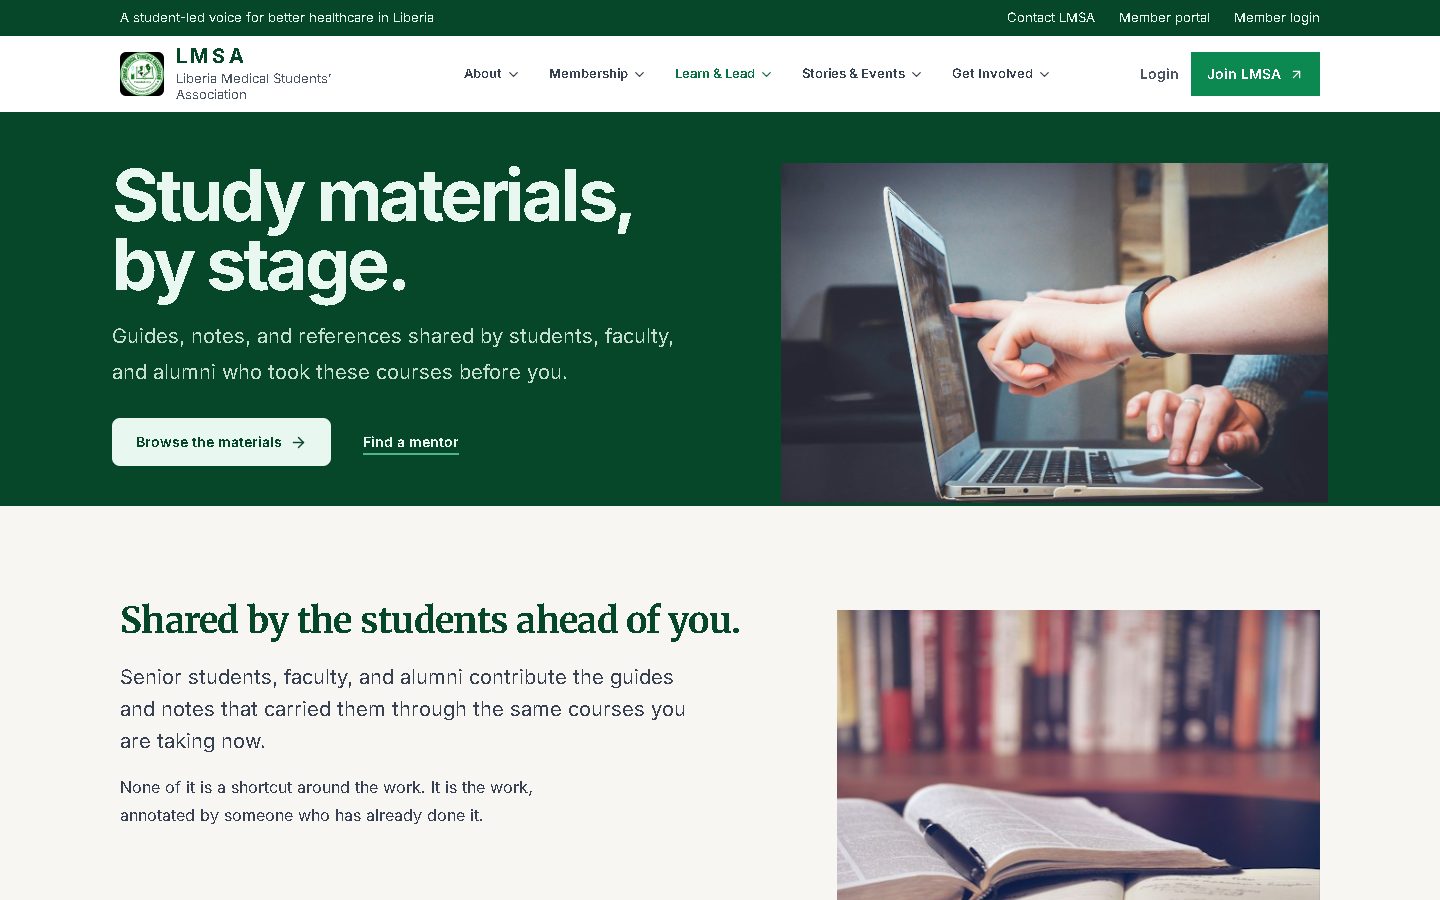 A student-led voice for better healthcare in Liberia
Contact LMSA
Member portal
Member login
LMSA
Liberia Medical Students'
Association
About
Membership
Learn & Lead
Stories & Events
Get Involved
Login
Join LMSA
Study materials,
by stage.
Guides, notes, and references shared by students, faculty,
and alumni who took these courses before you.
Browse the materials
Find a mentor
Shared by the students ahead of you.
Senior students, faculty, and alumni contribute the guides
and notes that carried them through the same courses you
are taking now.
None of it is a shortcut around the work. It is the work,
annotated by someone who has already done it.